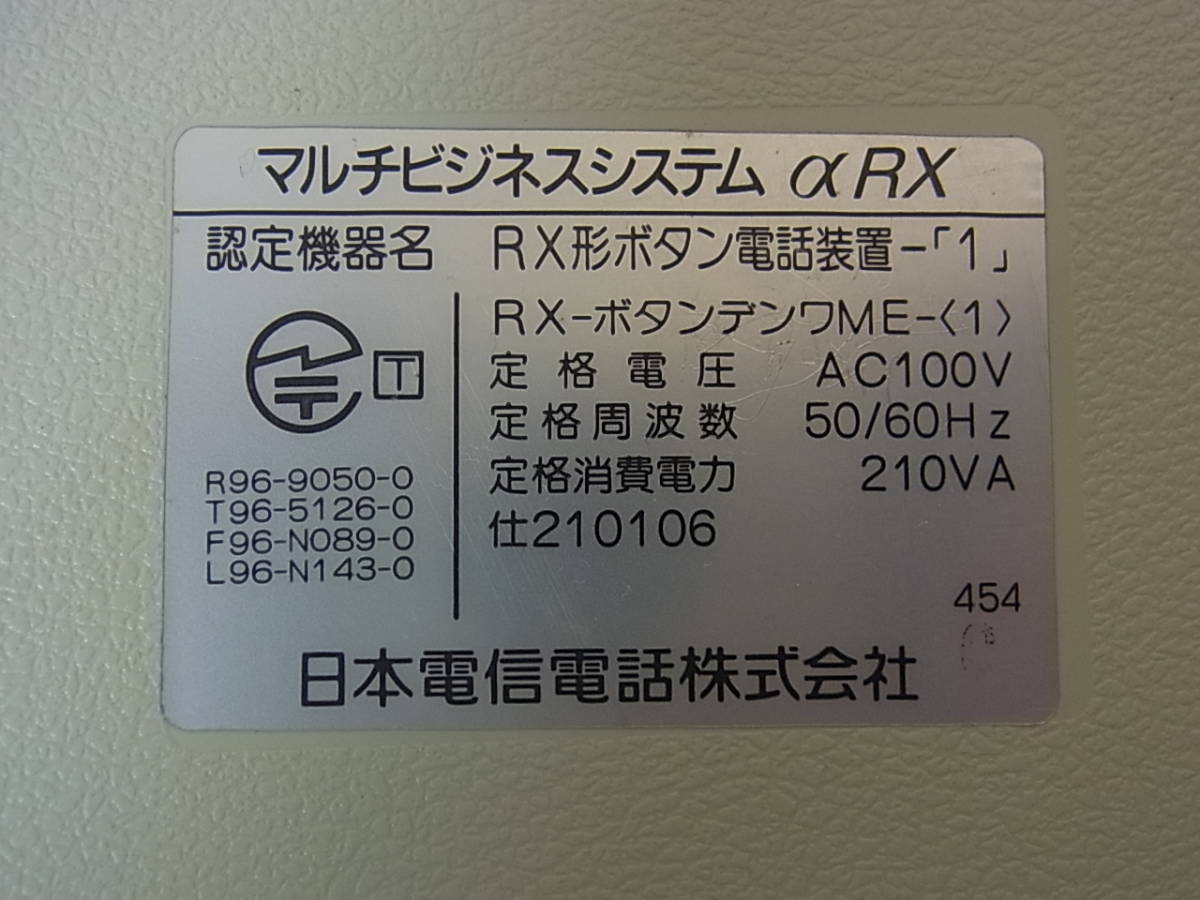 マルチビジネスシステム αRX
認定機器名 RX形ボタン電話装置-「1」
RX-ボタンデンワME-〈1〉
定格電圧 AC100V
定格周波数 50/60Hz
定格消費電力 210VA
仕210106
T
R96-9050-0
T96-5126-0
F96-N089-0
L96-N143-0
454
日本電信電話株式会社